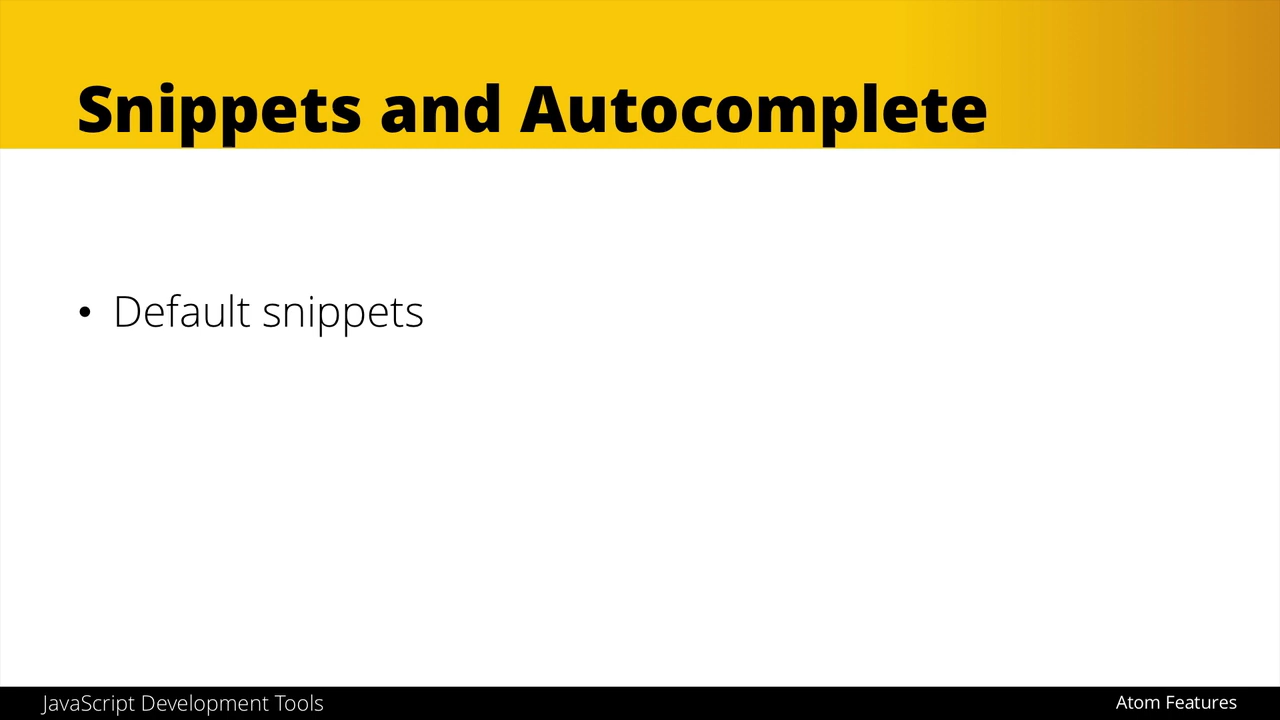 Snippets and Autocomplete
• Default snippets
JavaScript Development Tools
Atom Features